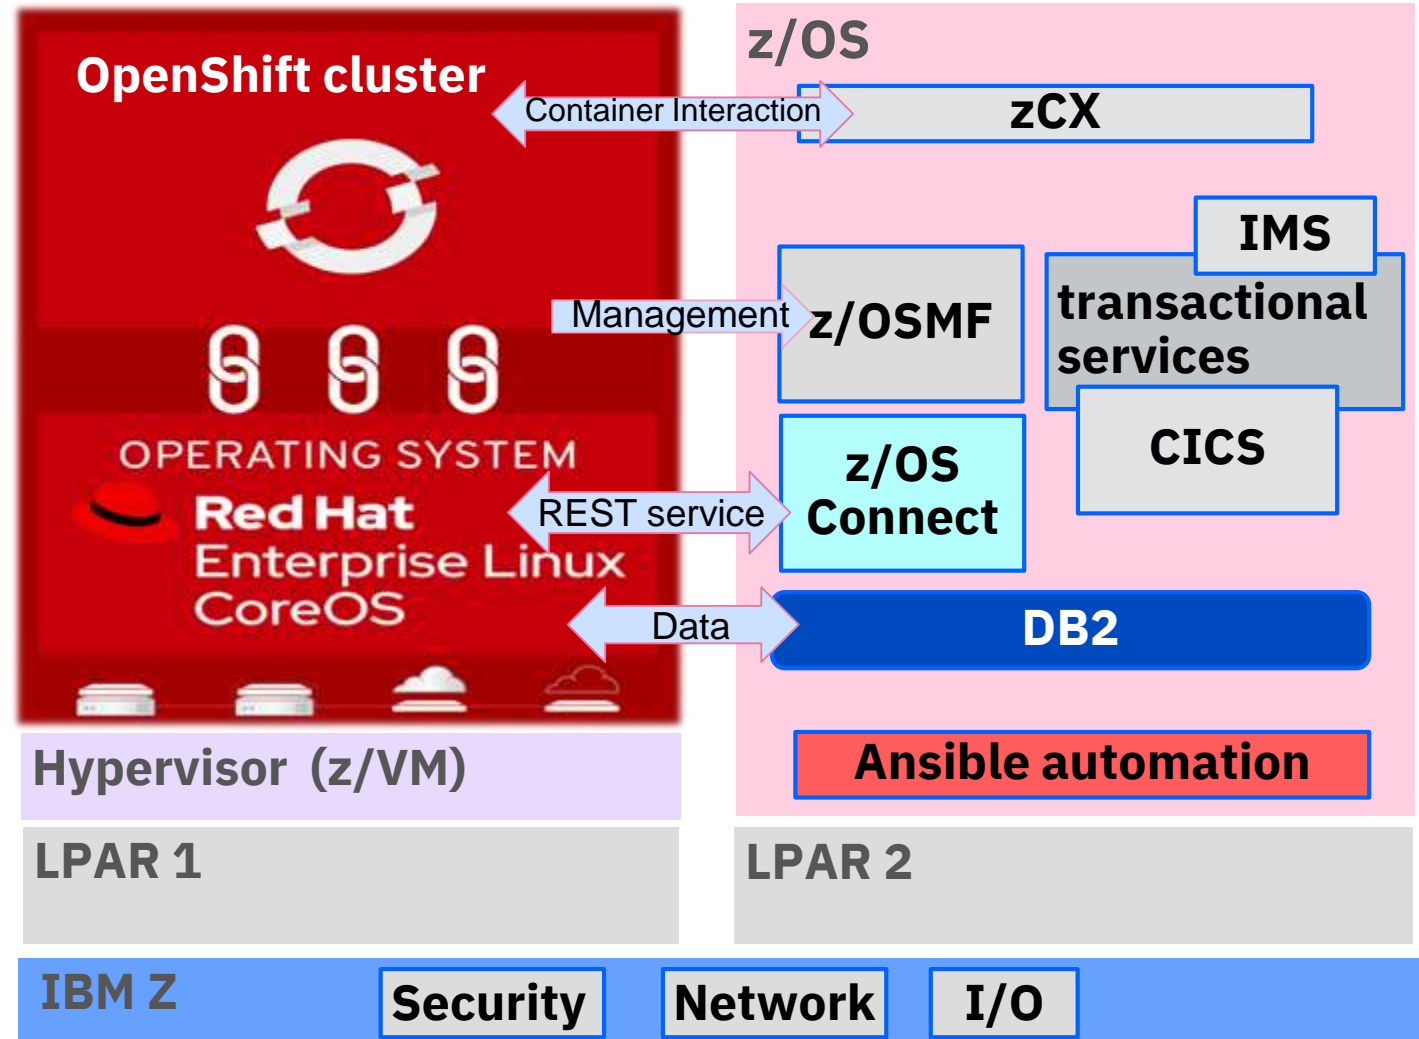 OpenShift cluster
OPERATING SYSTEM
Red Hat
Enterprise Linux
CoreOS
Hypervisor (z/VM)
LPAR 1
Container Interaction
Management
REST service
Data
z/OS
zCX
IMS
transactional
services
CICS
z/OSMF
z/OS
Connect
DB2
Ansible automation
LPAR 2
IBM Z
Security
Network
I/O